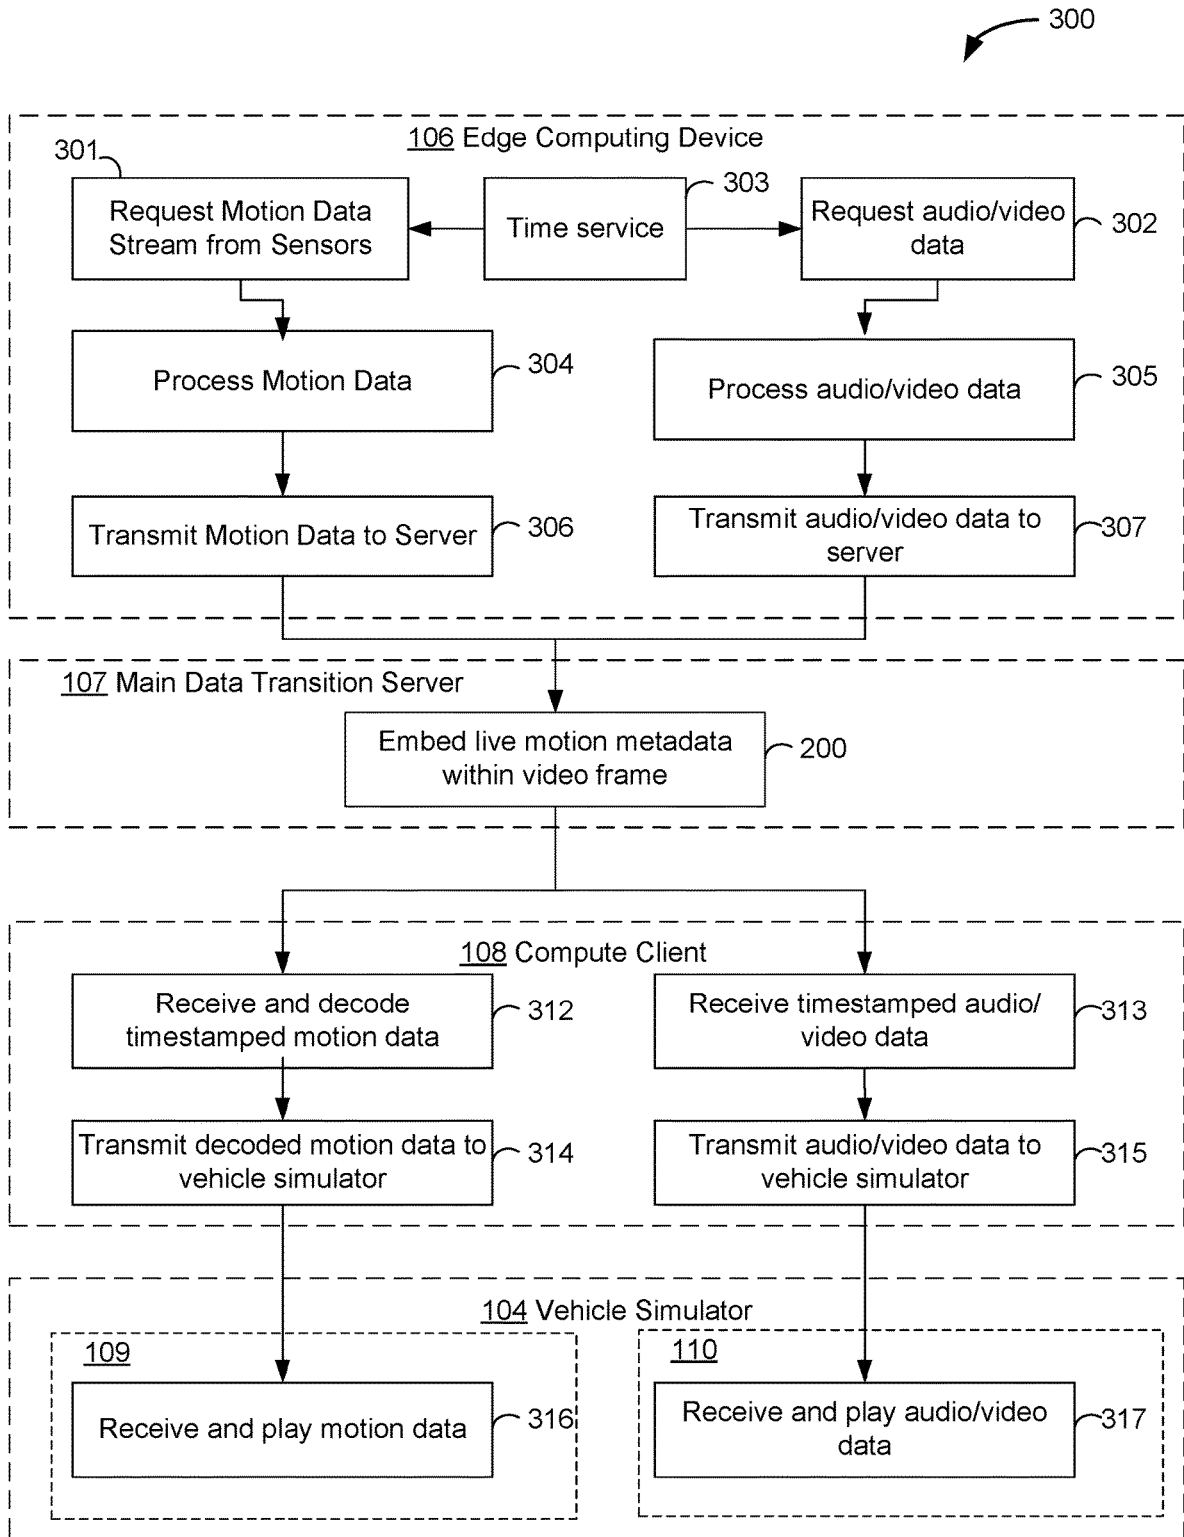 300
106 Edge Computing Device
301
Request Motion Data
Stream from Sensors
Time service
303
Request audio/video
data
302
Process Motion Data
304
Process audio/video data
305
Transmit Motion Data to Server
306
Transmit audio/video data to
server
307
107 Main Data Transition Server
Embed live motion metadada
within video frame
200
108 Compute Client
Receive and decode
timestamped motion data
312
Receive timestamped audio/
video data
313
Transmit decoded motion data to
vehicle simulator
314
Transmit audio/video data to
vehicle simulator
315
104 Vehicle Simulator
109
Receive and play motion data
316
110
Receive and play audio/video
data
317